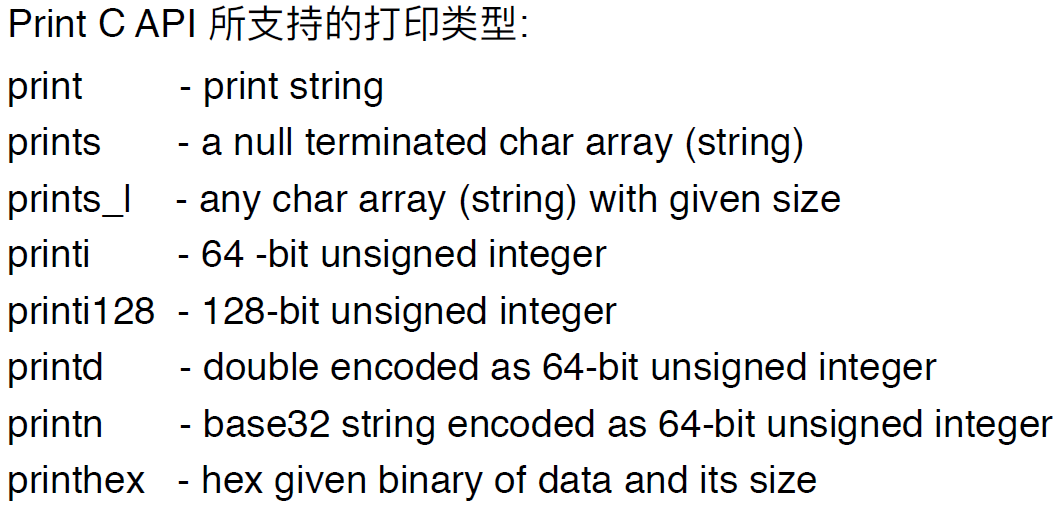 Print C API 所支持的打印类型:
print - print string
prints - a null terminated char array (string)
prints_l - any char array (string) with given size
printi - 64 -bit unsigned integer
printi128 - 128-bit unsigned integer
printd - double encoded as 64-bit unsigned integer
printn - base32 string encoded as 64-bit unsigned integer
printhex - hex given binary of data and its size